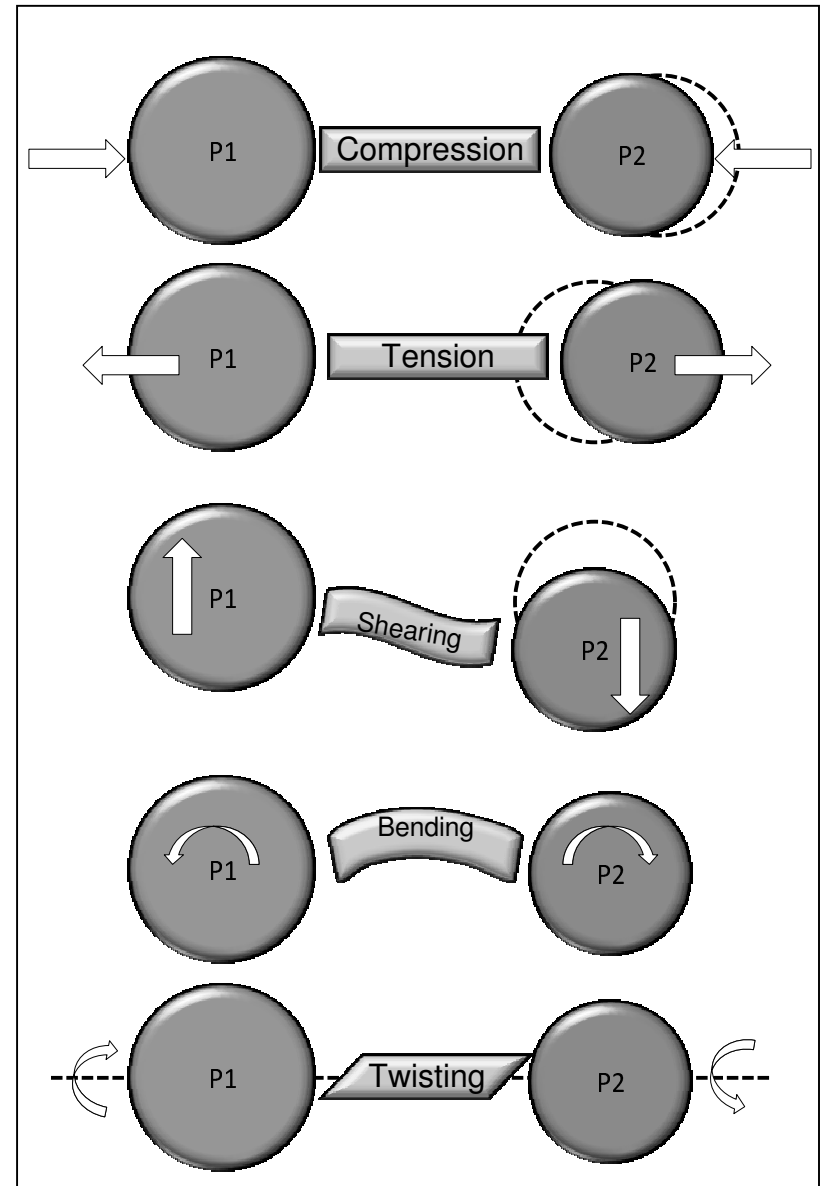 P1 Compression P2
P1 Tension P2
P1 Shearing P2
P1 Bending P2
P1 Twisting P2